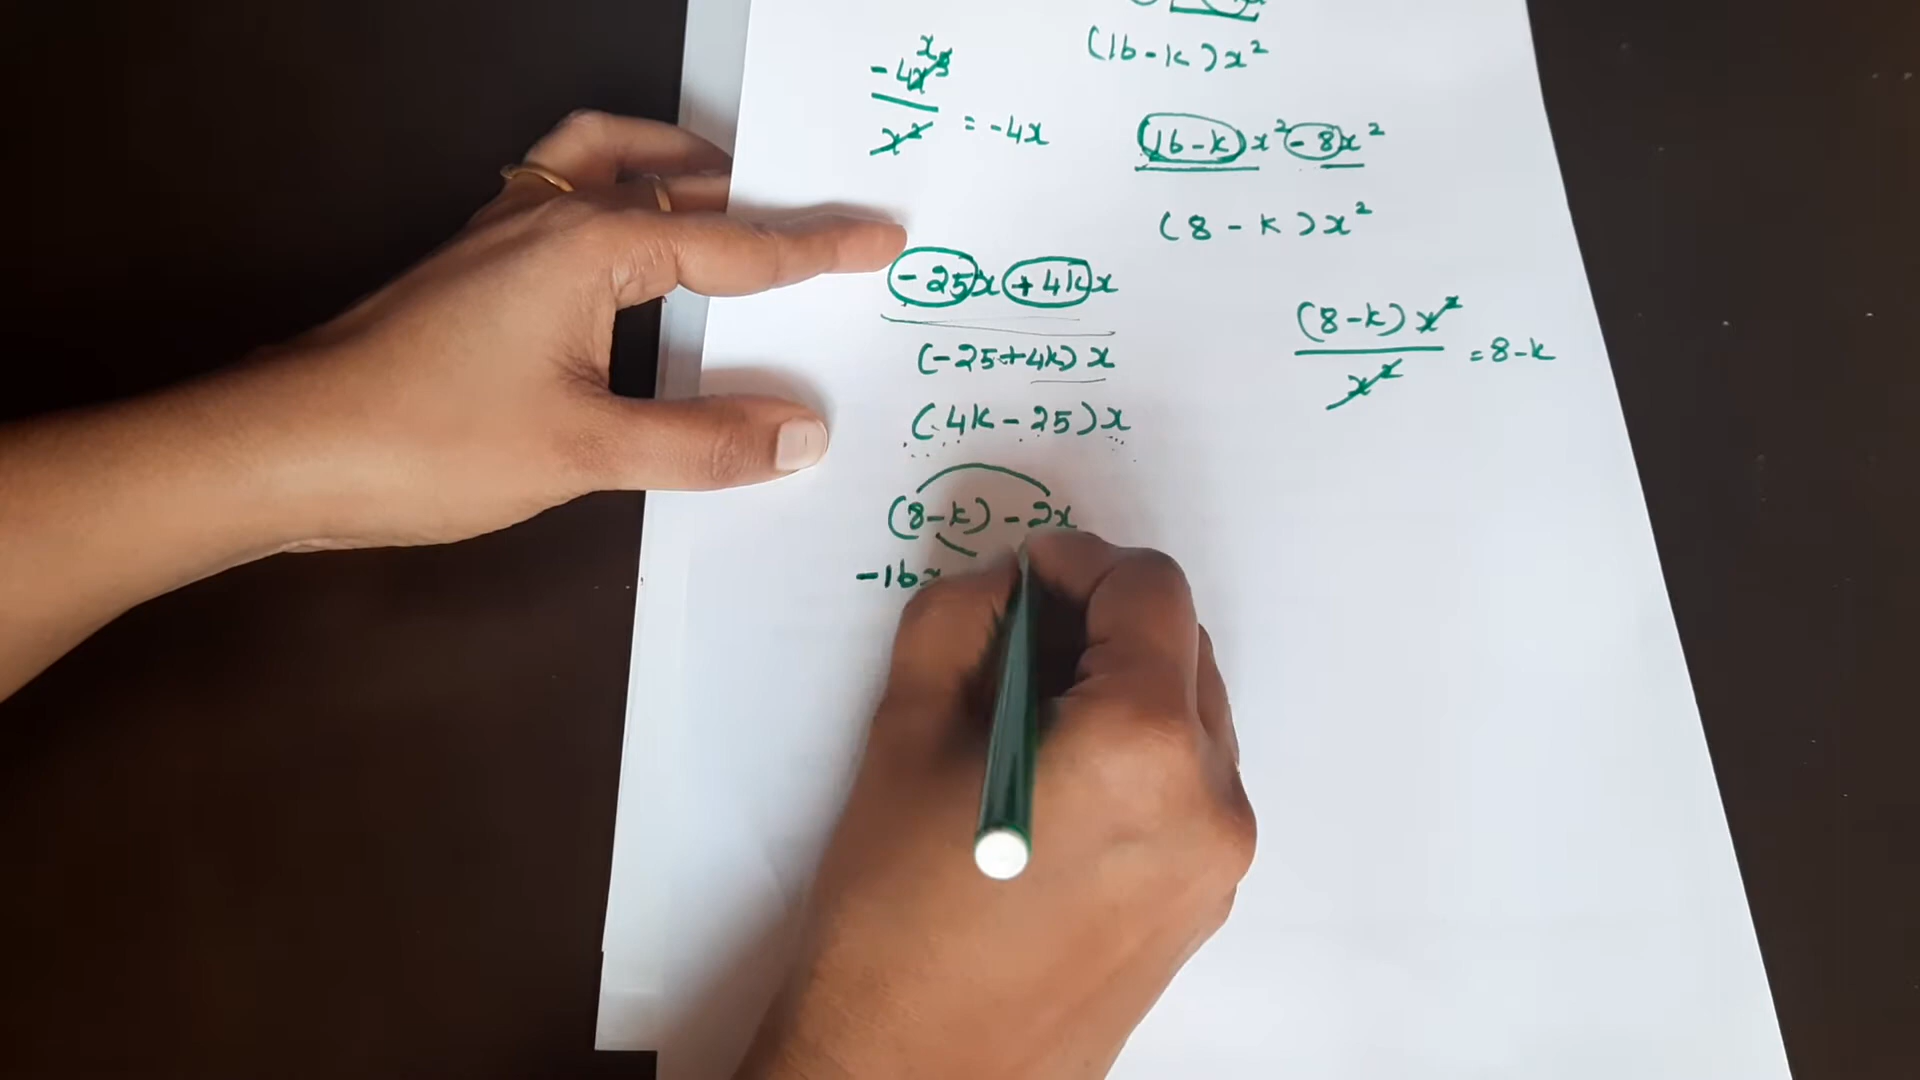 (16-k)x²
x
-4x³
x²
= -4x
(16-k)x² - 8x²
(8-k)x²
-25x + 4kx
(-25+4k)x
(4k-25)x
(8-k)x²
x²
= 8-k
(8-k) -2x
-16x